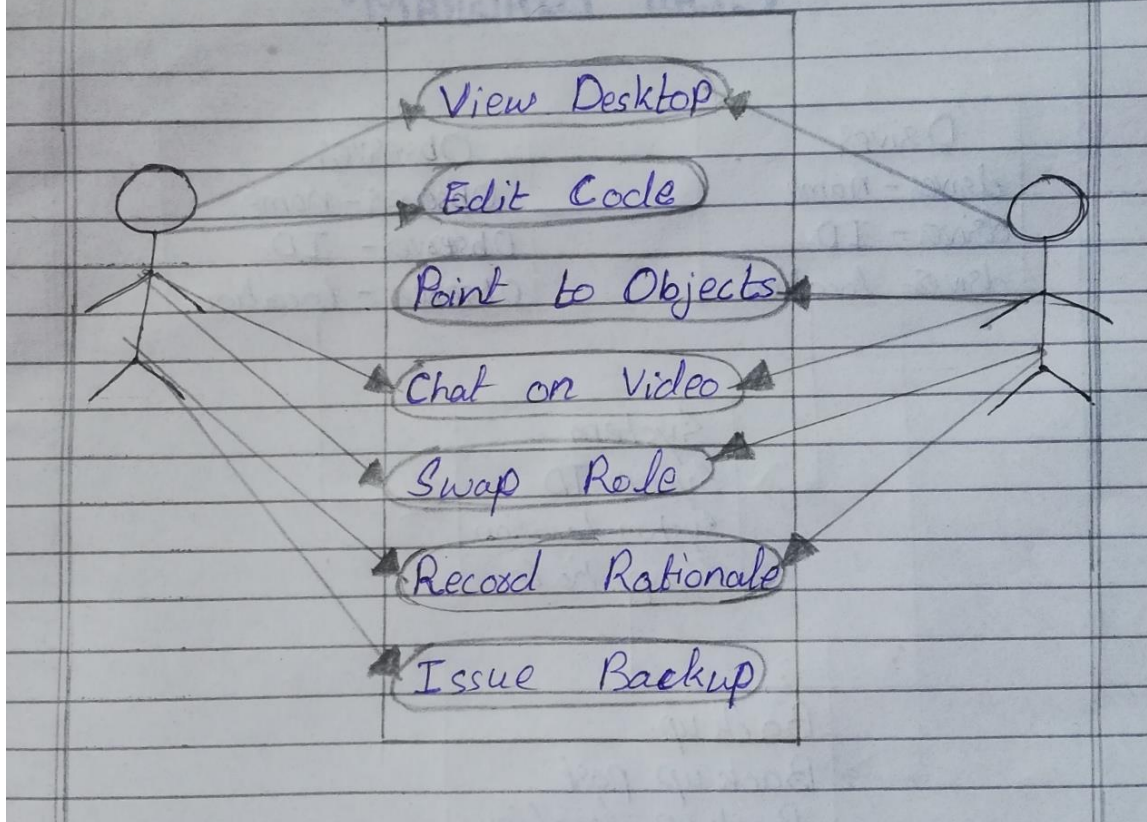 View Desktop
Edit Code
Point to Objects
Chat on Video
Swap Role
Record Rationale
Issue Backup